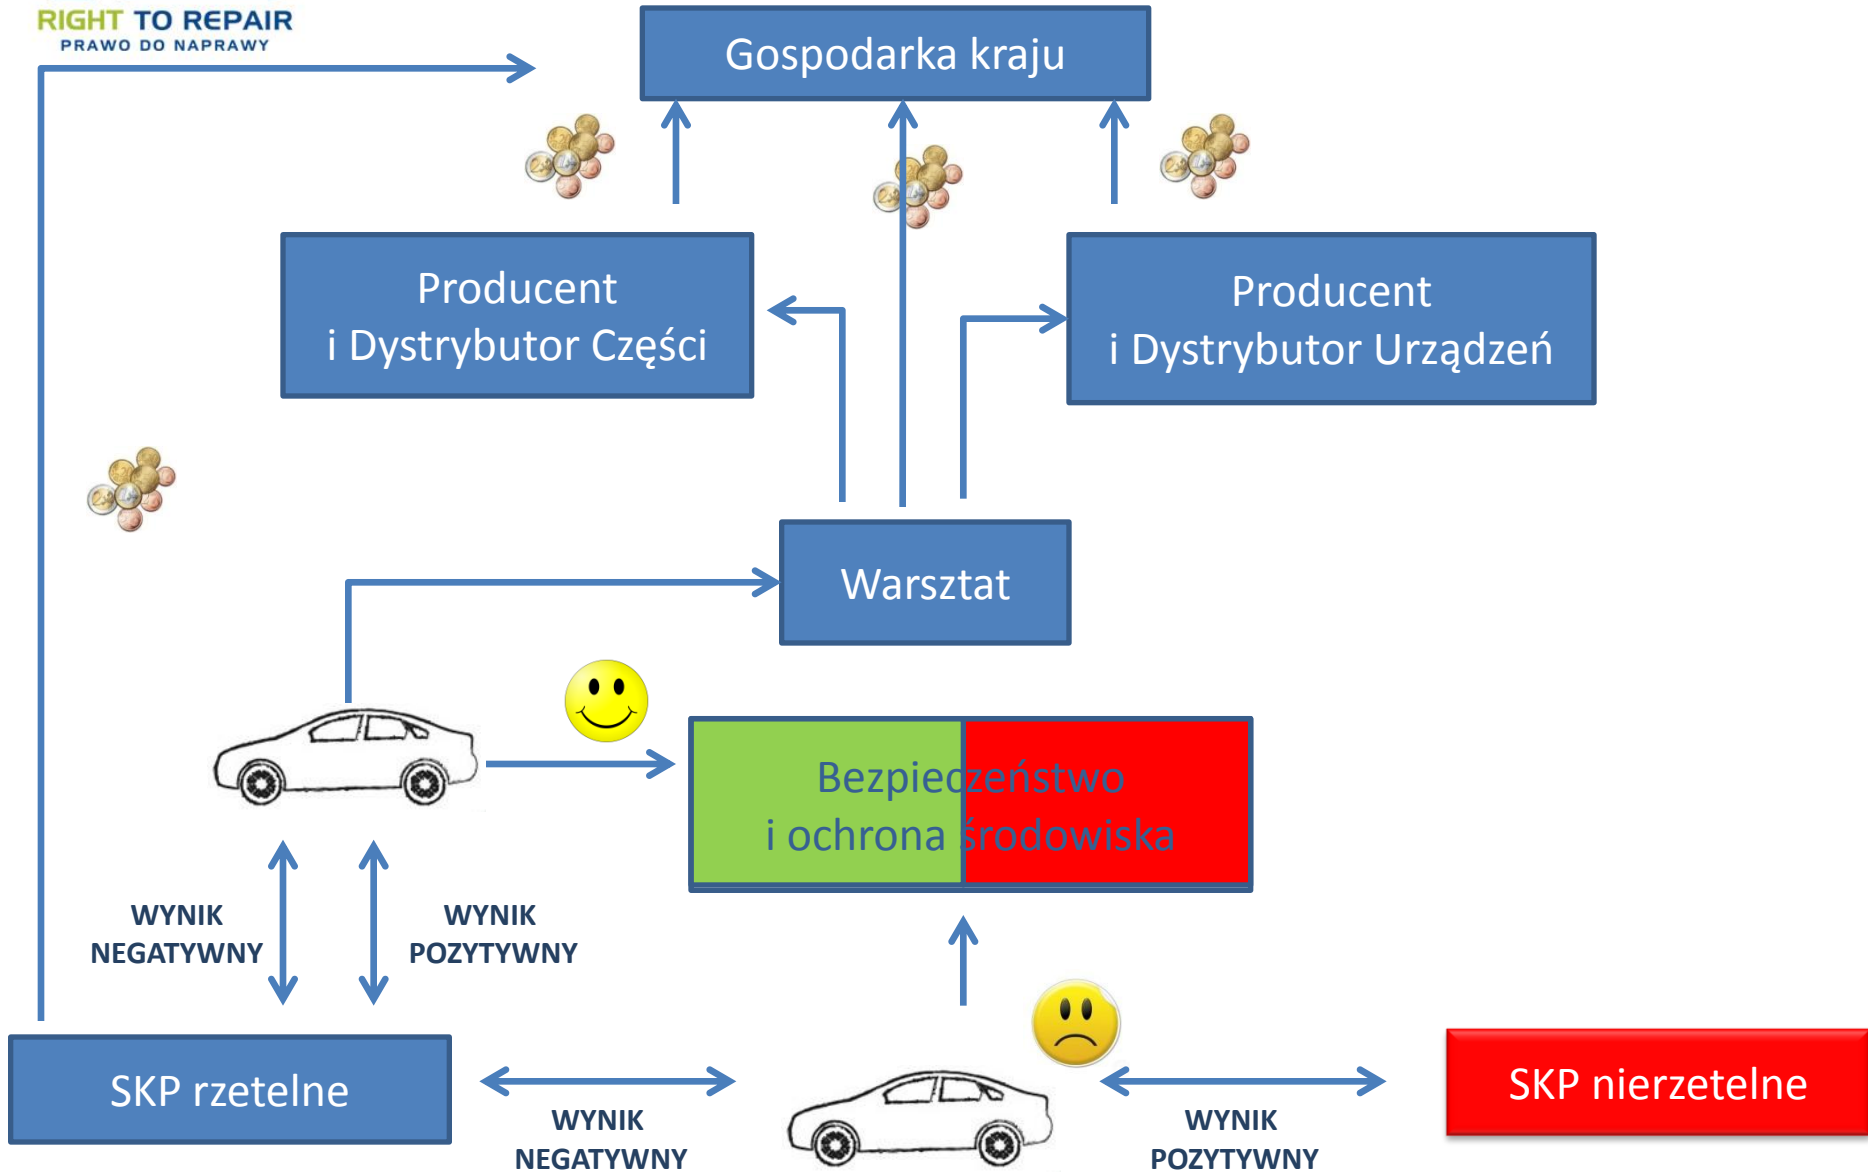 RIGHT TO REPAIR
PRAWO DO NAPRAWY
Gospodarka kraju
Producent
i Dystrybutor Części
Producent
i Dystrybutor Urządzeń
Warsztat
Bezpieczeństwo
i ochrona środowiska
WYNIK
NEGATYWNY
WYNIK
POZYTYWNY
SKP rzetelne
WYNIK
NEGATYWNY
WYNIK
POZYTYWNY
SKP nierzetelne